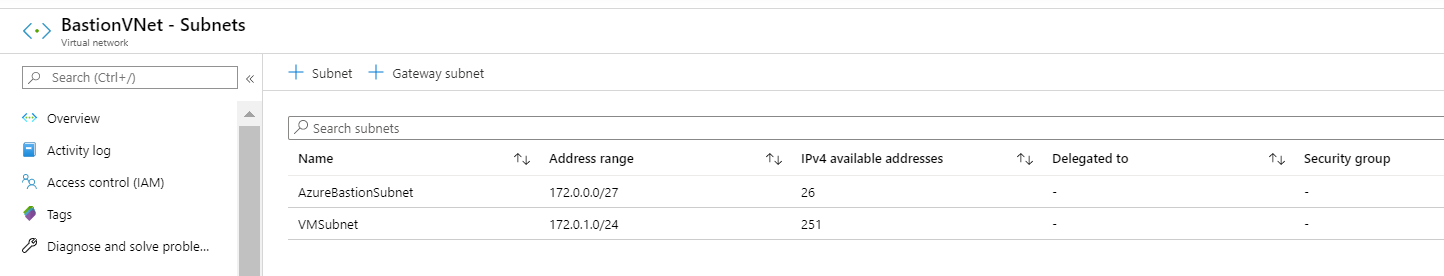 BastionVNet - Subnets
Virtual network
Search (Ctrl+/)
«
Subnet Gateway subnet
Overview
Activity log
Access control (IAM)
Tags
Diagnose and solve proble...
Search subnets
Name Address range IPv4 available addresses Delegated to Security group
AzureBastionSubnet 172.0.0.0/27 26 - -
VMSubnet 172.0.1.0/24 251 - -